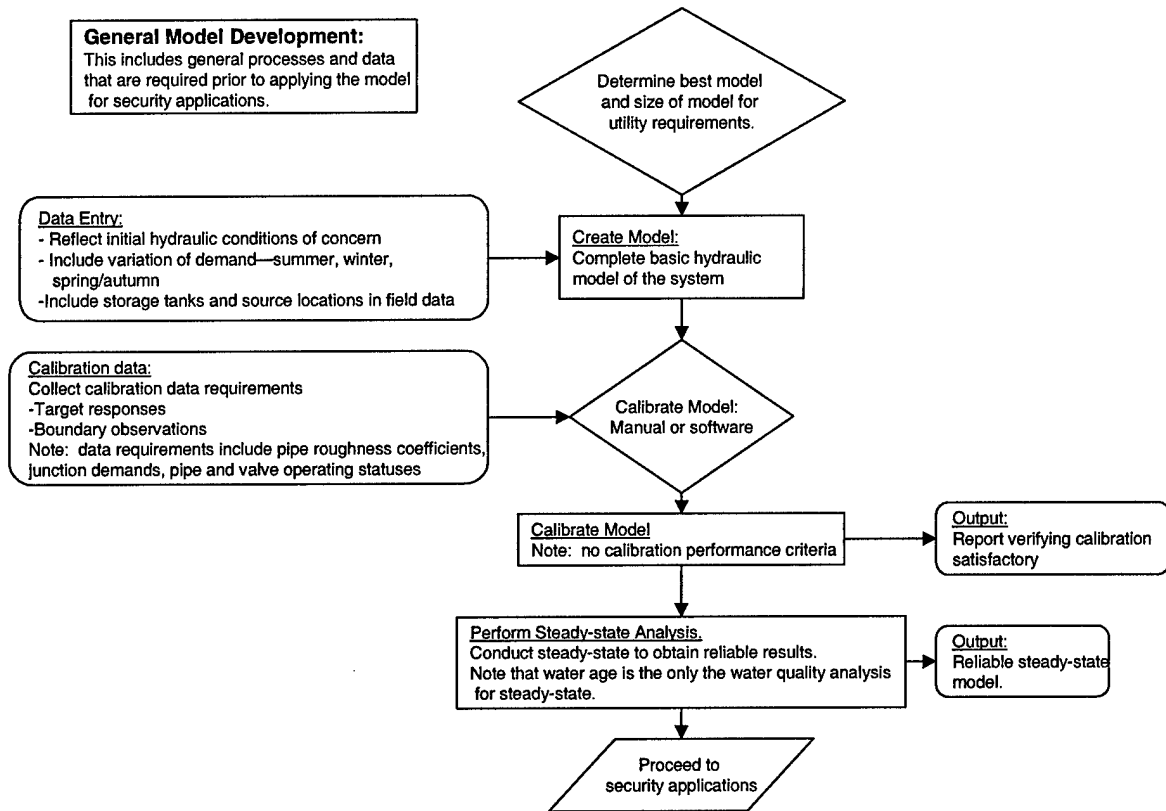 General Model Development:
This includes general processes and data
that are required prior to applying the model
for security applications.
Determine best model
and size of model for
utility requirements.
Data Entry:
- Reflect initial hydraulic conditions of concern
- Include variation of demand—summer, winter,
spring/autumn
-Include storage tanks and source locations in field data
Create Model:
Complete basic hydraulic
model of the system
Calibration data:
Collect calibration data requirements
-Target responses
-Boundary observations
Note: data requirements include pipe roughness coefficients,
junction demands, pipe and valve operating statuses
Calibrate Model:
Manual or software
Calibrate Model
Note: no calibration performance criteria
Output:
Report verifying calibration
satisfactory
Perform Steady-state Analysis.
Conduct steady-state to obtain reliable results.
Note that water age is the only the water quality analysis
for steady-state.
Output:
Reliable steady-state
model.
Proceed to
security applications